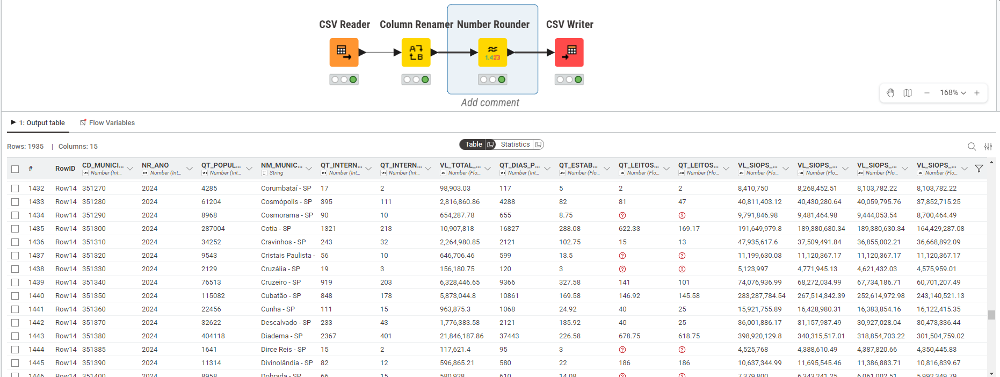 CSV Reader Column Renamer Number Rounder CSV Writer
A B 1.423
Add comment
168%
1: Output table Flow Variables
Rows: 1935 | Columns: 15 Table Statistics
# RowID CD_MUNICI... NR_ANO QT_POPUL... NM_MUNIC... QT_INTERN... QT_INTERN... VL_TOTAL_... QT_DIAS_P... QT_ESTAB... QT_LEITOS... QT_LEITOS... VL_SIOPS_... VL_SIOPS_... VL_SIOPS_... VL_SIOPS_...
Number (Int... Number (Int... Number (Int... String Number (Int... Number (Int... Number (Flo... Number (Int... Number (Flo... Number (Flo... Number (Flo... Number (Flo... Number (Flo... Number (Flo... Number (Flo...
1432 Row14 351270 2024 4285 Corumbataí - SP 17 2 98,903.03 117 5 2 2 8,410,750 8,268,452.51 8,103,782.22 8,103,782.22
1433 Row14 351280 2024 61204 Cosmópolis - SP 395 111 2,816,860.86 4288 82 81 47 40,811,403.12 40,430,280.64 40,059,795.76 37,852,715.25
1434 Row14 351290 2024 8968 Cosmorama - SP 90 10 654,287.78 655 8.75 ? ? 9,791,846.98 9,481,464.98 9,444,053.54 8,700,464.49
1435 Row14 351300 2024 287004 Cotia - SP 1321 213 10,907,818 16827 288.08 622.33 169.17 191,649,979.8 189,380,630.34 189,380,630.34 164,429,287.08
1436 Row14 351310 2024 34252 Cravinhos - SP 243 32 2,264,980.85 2121 102.75 15 13 47,935,617.6 37,509,491.84 36,855,002.21 36,668,892.09
1437 Row14 351320 2024 9543 Cristais Paulista - 56 10 646,706.46 599 13.5 ? ? 11,199,630.03 11,120,367.17 11,120,367.17 11,120,367.17
1438 Row14 351330 2024 2129 Cruzália - SP 19 3 156,180.75 120 3 ? ? 5,123,997 4,771,945.13 4,621,432.03 4,575,959.01
1439 Row14 351340 2024 76513 Cruzeiro - SP 919 203 6,328,446.65 9366 327.58 141 101 74,076,936.99 68,272,034.99 67,734,186.71 60,701,207.49
1440 Row14 351350 2024 115082 Cubatão - SP 848 178 5,873,044.8 10861 169.58 146.92 145.58 283,287,784.54 267,514,342.39 252,614,972.98 243,140,521.13
1441 Row14 351360 2024 22456 Cunha - SP 111 15 963,875.3 1068 24.92 40 25 15,921,755.89 16,428,980.31 16,383,854.16 16,122,415.35
1442 Row14 351370 2024 32622 Descalvado - SP 233 43 1,776,383.58 2121 135.92 40 25 36,001,886.17 31,157,987.49 30,927,028.04 30,473,336.44
1443 Row14 351380 2024 404118 Diadema - SP 2367 401 21,846,187.86 37443 226.58 678.75 618.75 398,920,129.8 340,315,517.01 318,854,703.22 301,504,759.02
1444 Row14 351385 2024 1641 Dirce Reis - SP 15 2 117,621.4 95 3 ? ? 4,525,768 4,388,610.49 4,387,820.66 4,350,445.83
1445 Row14 351390 2024 11314 Divinolândia - SP 82 12 596,865.21 580 22 186 186 10,637,344.99 11,695,545.46 11,386,883.71 10,816,839.67
1446 Row14 351400 2024 8958 Dobrada - SP 66 15 580,928 610 14.08 ? ? 7,379,800 6,343,241.25 6,061,002.51 5,992,349.79